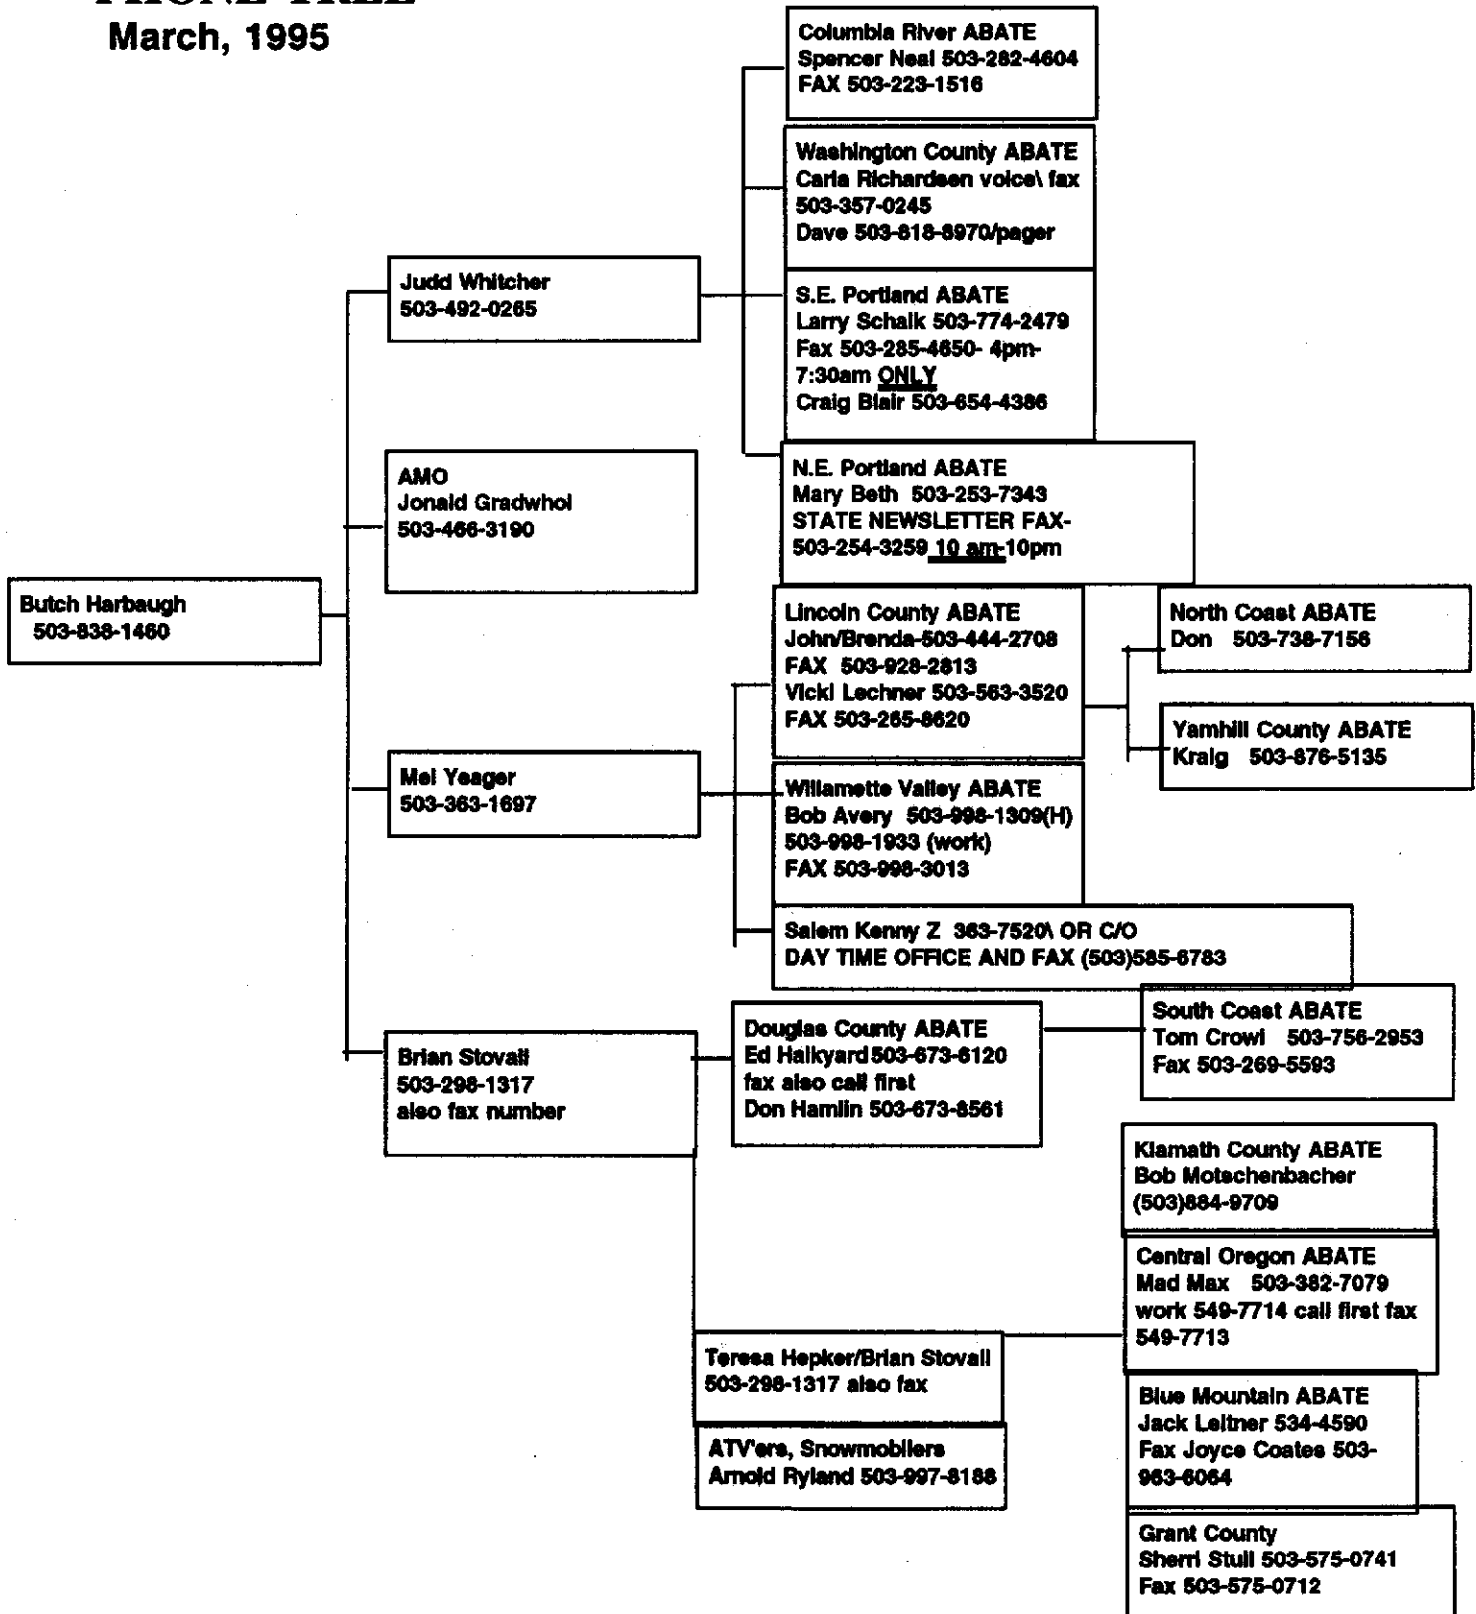 PHONE TREE
March, 1995
Columbia River ABATE
Spencer Neal 503-282-4604
FAX 503-223-1516
Washington County ABATE
Carla Richardsen voice\ fax
503-357-0245
Dave 503-818-8970/pager
Judd Whitcher
503-492-0265
S.E. Portland ABATE
Larry Schalk 503-774-2479
Fax 503-285-4650- 4pm-
7:30am ONLY
Craig Blair 503-654-4386
AMO
Jonald Gradwhol
503-466-3190
N.E. Portland ABATE
Mary Beth 503-253-7343
STATE NEWSLETTER FAX-
503-254-3259 10 am-10pm
Butch Harbaugh
503-838-1460
Lincoln County ABATE
John/Brenda-503-444-2708
FAX 503-928-2813
Vicki Lechner 503-563-3520
FAX 503-265-8620
North Coast ABATE
Don 503-738-7156
Yamhill County ABATE
Kraig 503-876-5135
Mel Yeager
503-363-1697
Willamette Valley ABATE
Bob Avery 503-998-1309(H)
503-998-1933 (work)
FAX 503-998-3013
Salem Kenny Z 363-7520\ OR C/O
DAY TIME OFFICE AND FAX (503)585-6783
Brian Stovall
503-298-1317
also fax number
Douglas County ABATE
Ed Halkyard 503-673-6120
fax also call first
Don Hamlin 503-673-8561
South Coast ABATE
Tom Crowl 503-756-2953
Fax 503-269-5593
Klamath County ABATE
Bob Motschenbacher
(503)884-9709
Central Oregon ABATE
Mad Max 503-382-7079
work 549-7714 call first fax
549-7713
Teresa Hepker/Brian Stovall
503-298-1317 also fax
ATV'ers, Snowmobilers
Arnold Ryland 503-997-8188
Blue Mountain ABATE
Jack Leitner 534-4590
Fax Joyce Coates 503-
963-6064
Grant County
Sherri Stull 503-575-0741
Fax 503-575-0712